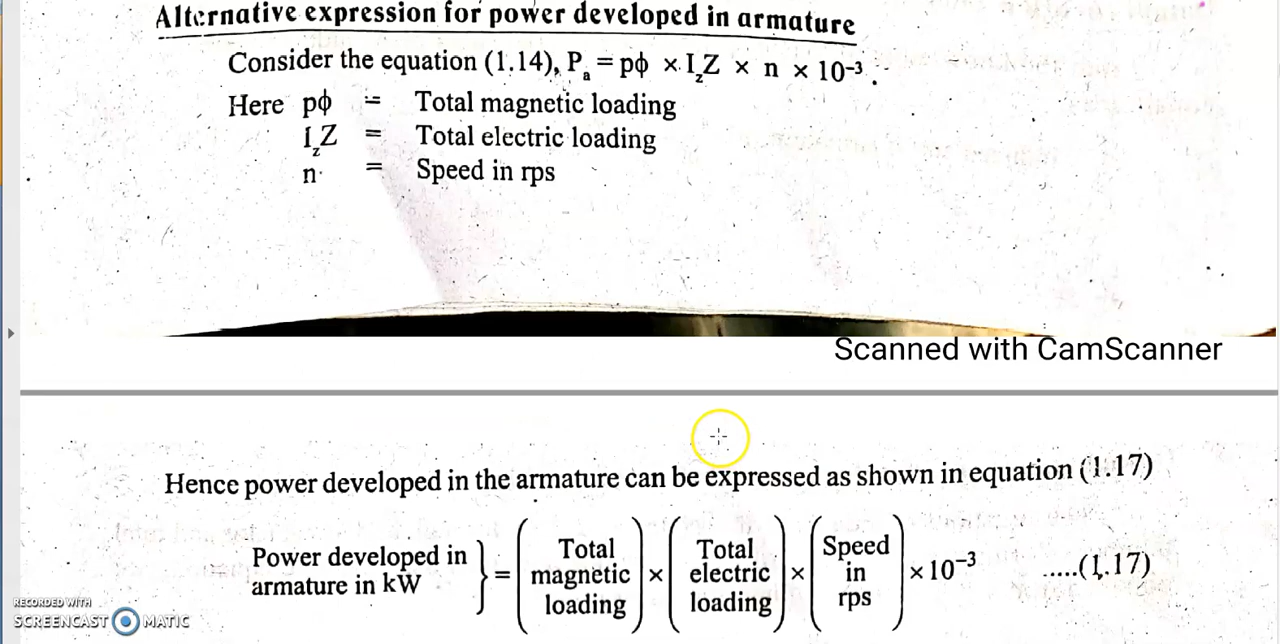 Alternative expression for power developed in armature
Consider the equation (1.14), Pₐ = pϕ × I_zZ × n × 10⁻³.
Here pϕ = Total magnetic loading
I_zZ = Total electric loading
n = Speed in rps
Scanned with CamScanner
Hence power developed in the armature can be expressed as shown in equation (1.17)
Power developed in armature in kW } = (Total magnetic loading) × (Total electric loading) × (Speed in rps) × 10⁻³ .....(1.17)
RECORDED WITH
SCREENCAST MATIC